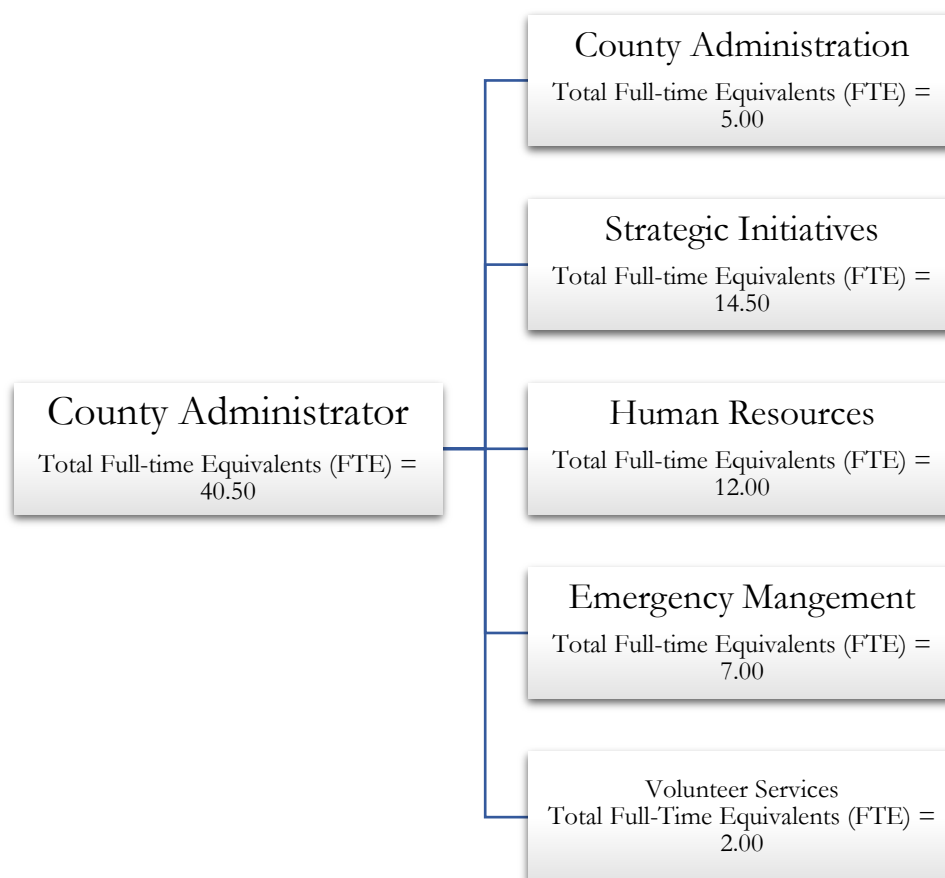 County Administration
Total Full-time Equivalents (FTE) =
5.00
Strategic Initiatives
Total Full-time Equivalents (FTE) =
14.50
County Administrator
Total Full-time Equivalents (FTE) =
40.50
Human Resources
Total Full-time Equivalents (FTE) =
12.00
Emergency Mangement
Total Full-time Equivalents (FTE) =
7.00
Volunteer Services
Total Full-Time Equivalents (FTE) =
2.00